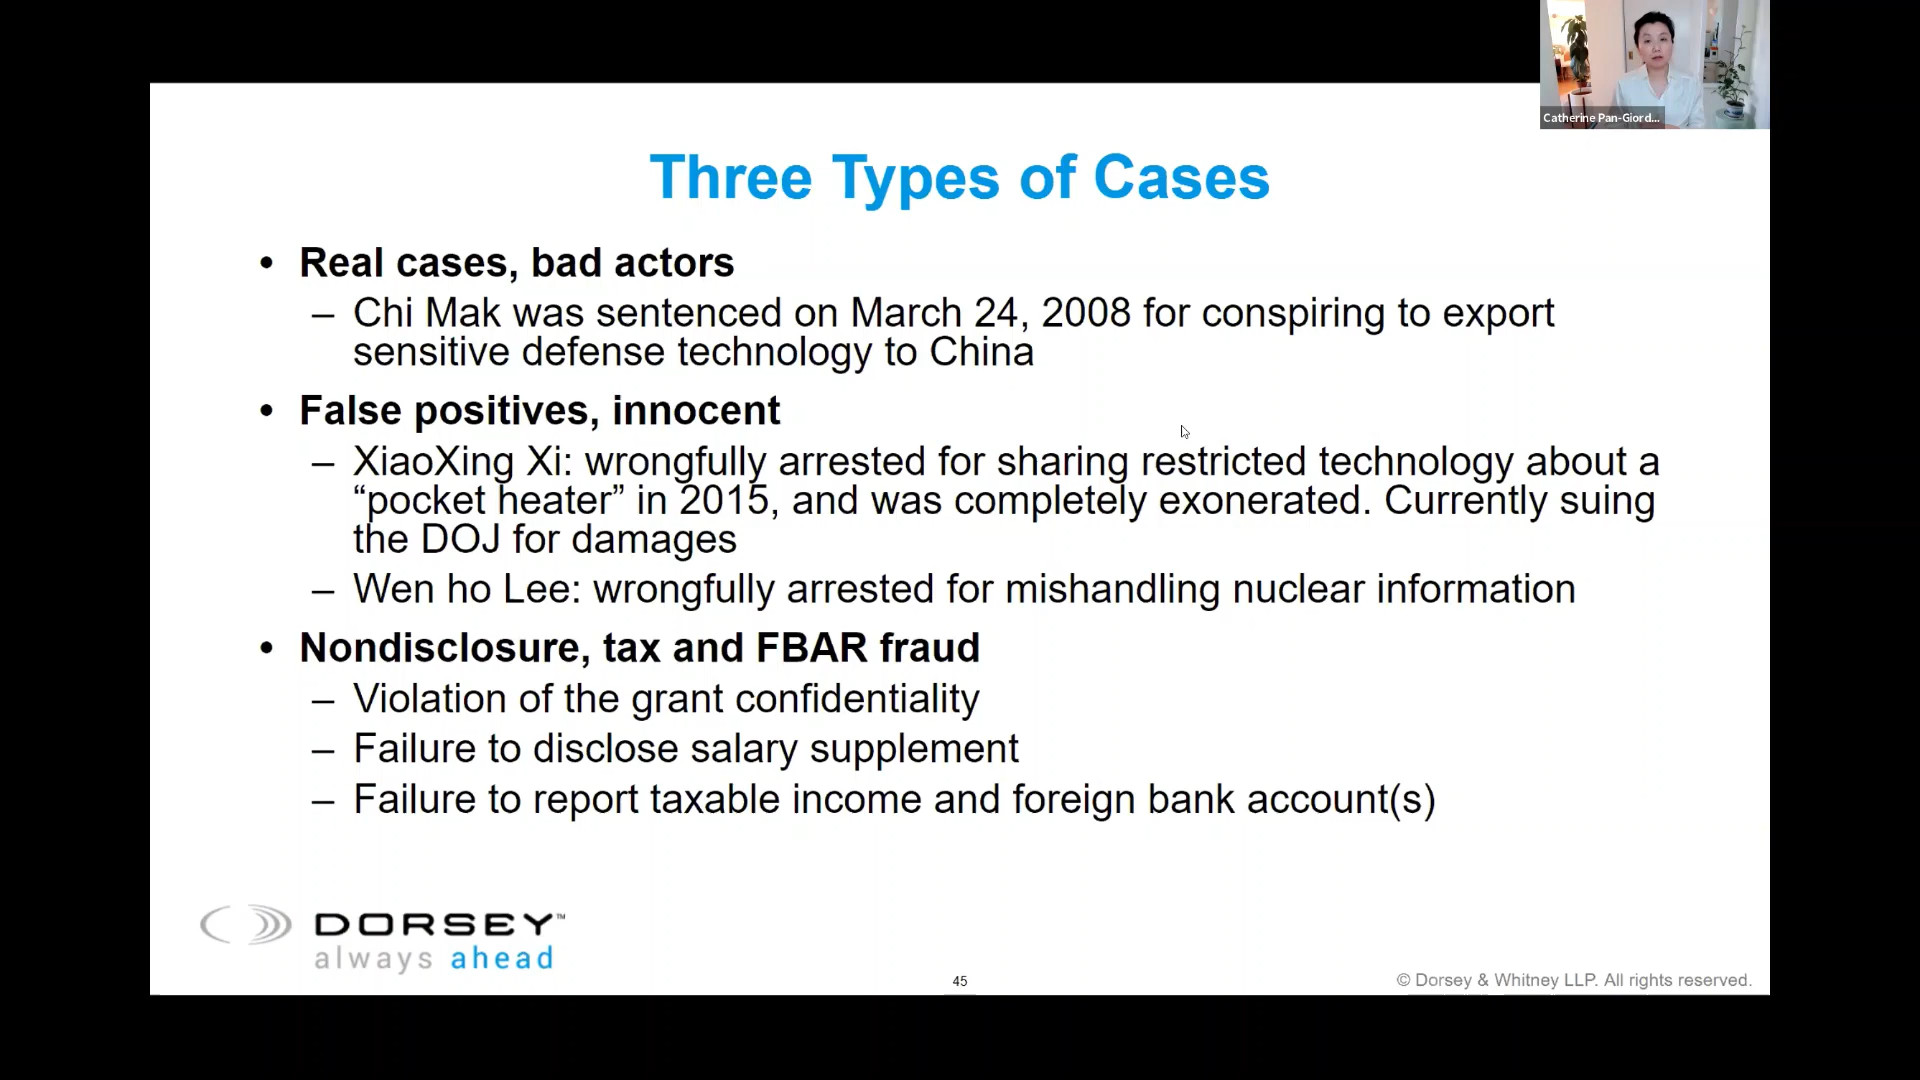 Catherine Pan-Giord...
Three Types of Cases
• Real cases, bad actors
– Chi Mak was sentenced on March 24, 2008 for conspiring to export
sensitive defense technology to China
• False positives, innocent
– XiaoXing Xi: wrongfully arrested for sharing restricted technology about a
“pocket heater” in 2015, and was completely exonerated. Currently suing
the DOJ for damages
– Wen ho Lee: wrongfully arrested for mishandling nuclear information
• Nondisclosure, tax and FBAR fraud
– Violation of the grant confidentiality
– Failure to disclose salary supplement
– Failure to report taxable income and foreign bank account(s)
DORSEY™
always ahead
45
© Dorsey & Whitney LLP. All rights reserved.